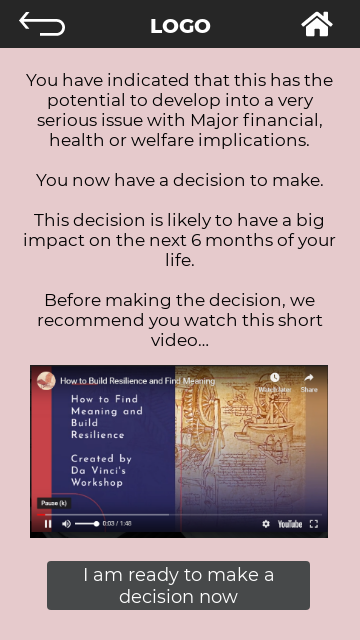 LOGO
You have indicated that this has the
potential to develop into a very
serious issue with Major financial,
health or welfare implications.
You now have a decision to make.
This decision is likely to have a big
impact on the next 6 months of your
life.
Before making the decision, we
recommend you watch this short
video...
How to Build Resilience and Find Meaning
Watch later
Share
How to Find
Meaning and
Build
Resilience
Created by
Da Vinci's
Workshop
Pause (k)
0:03 / 1:48
YouTube
I am ready to make a
decision now